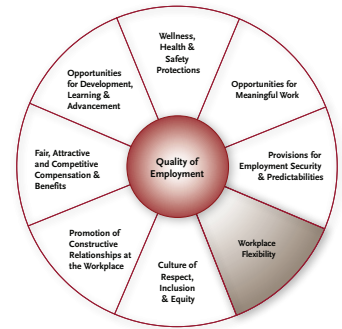 Wellness,
Health &
Safety
Protections
Opportunities for
Meaningful Work
Provisions for
Employment Security
& Predictabilities
Workplace
Flexibility
Culture of
Respect,
Inclusion
& Equity
Promotion of
Constructive
Relationships at
the Workplace
Fair, Attractive
and Competitive
Compensation &
Benefits
Opportunities
for Development,
Learning &
Advancement
Quality of
Employment